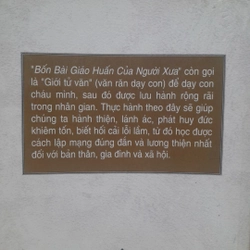 "Bốn Bài Giáo Huấn Của Người Xưa" còn gọi
là "Giới tử văn" (văn răn dạy con) để dạy con
cháu mình, sau đó được lưu hành rộng rãi
trong nhân gian. Thực hành theo đây sẽ giúp
chúng ta hành thiện, lánh ác, phát huy đức
khiêm tốn, biết hối cải lỗi lầm, từ đó học được
cách lập mạng đúng đắn và lương thiện nhất
đối với bản thân, gia đình và xã hội.